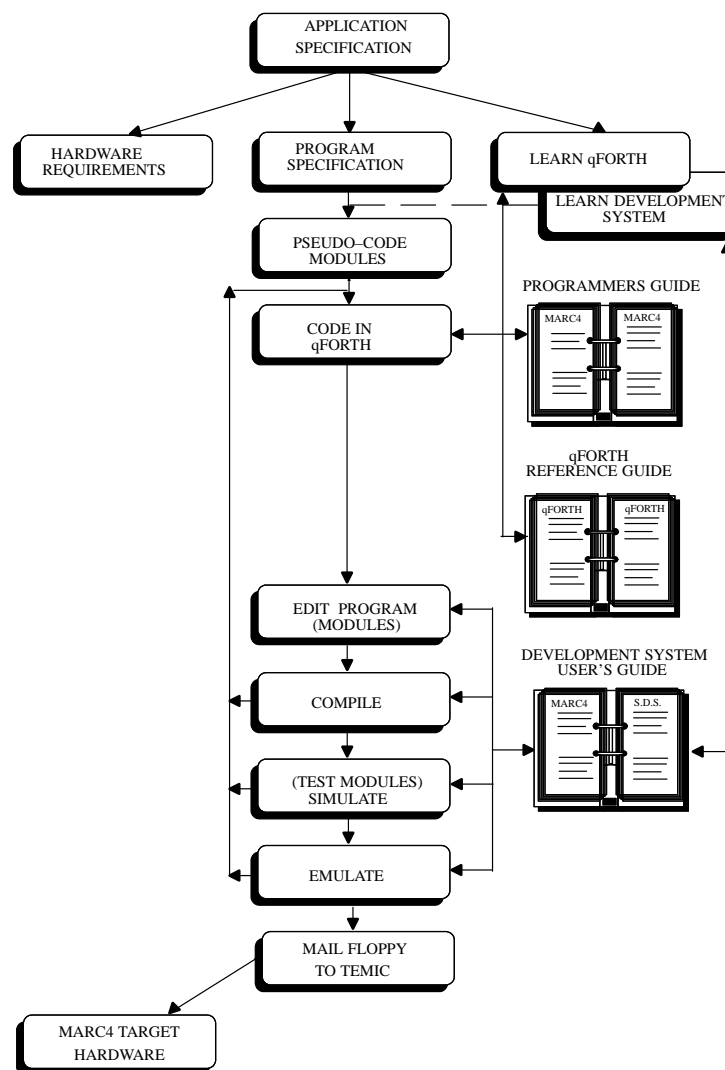 APPLICATION
SPECIFICATION
HARDWARE
REQUIREMENTS
PROGRAM
SPECIFICATION
LEARN qFORTH
LEARN DEVELOPMENT
SYSTEM
PSEUDO–CODE
MODULES
PROGRAMMERS GUIDE
MARC4 MARC4
CODE IN
qFORTH
qFORTH
REFERENCE GUIDE
qFORTH qFORTH
EDIT PROGRAM
(MODULES)
DEVELOPMENT SYSTEM
USER'S GUIDE
MARC4 S.D.S.
COMPILE
(TEST MODULES)
SIMULATE
EMULATE
MAIL FLOPPY
TO TEMIC
MARC4 TARGET
HARDWARE